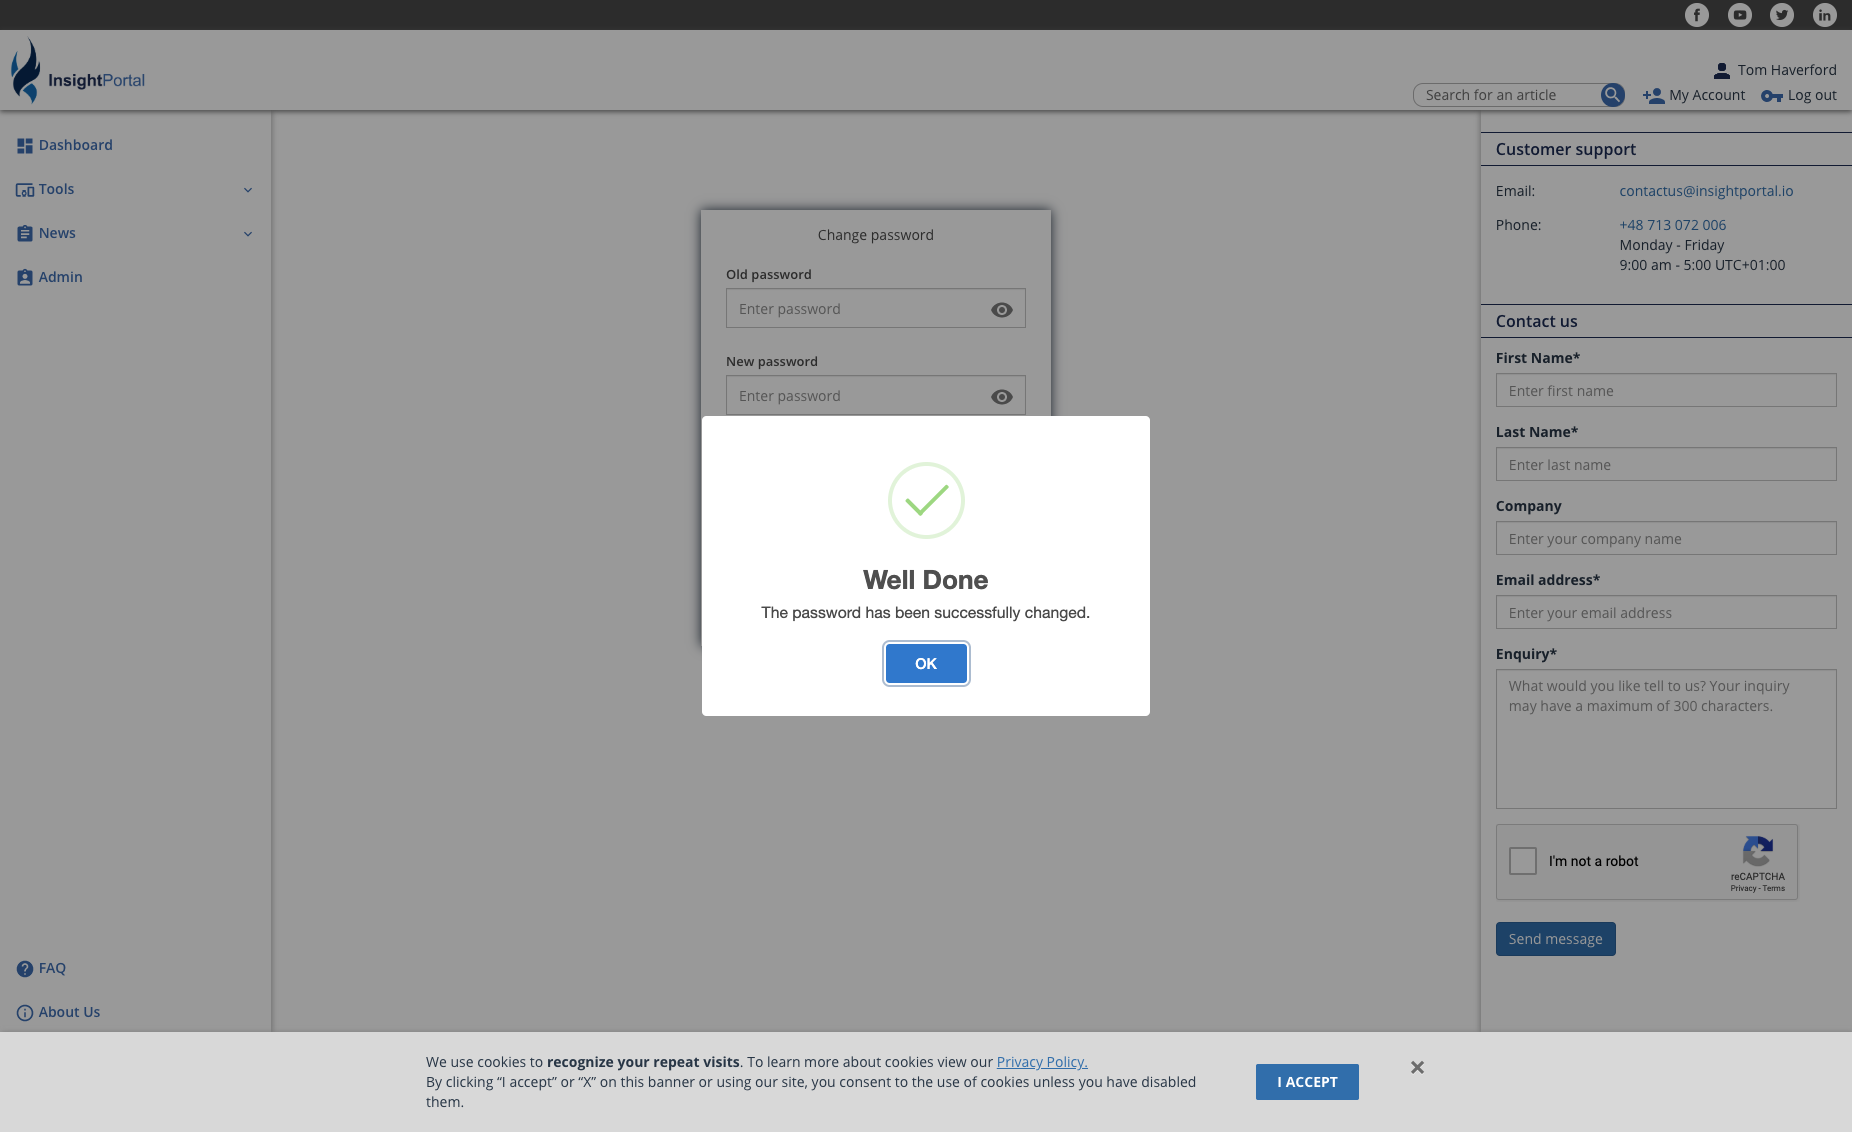 InsightPortal
Tom Haverford
Search for an article
My Account
Log out
Dashboard
Tools
News
Admin
FAQ
About Us
Change password
Old password
Enter password
New password
Enter password
Well Done
The password has been successfully changed.
OK
Customer support
Email: contactus@insightportal.io
Phone: +48 713 072 006
Monday - Friday
9:00 am - 5:00 UTC+01:00
Contact us
First Name*
Enter first name
Last Name*
Enter last name
Company
Enter your company name
Email address*
Enter your email address
Enquiry*
What would you like tell to us? Your inquiry
may have a maximum of 300 characters.
I'm not a robot
reCAPTCHA
Privacy - Terms
Send message
We use cookies to recognize your repeat visits. To learn more about cookies view our Privacy Policy.
By clicking “I accept” or “X” on this banner or using our site, you consent to the use of cookies unless you have disabled
them.
I ACCEPT